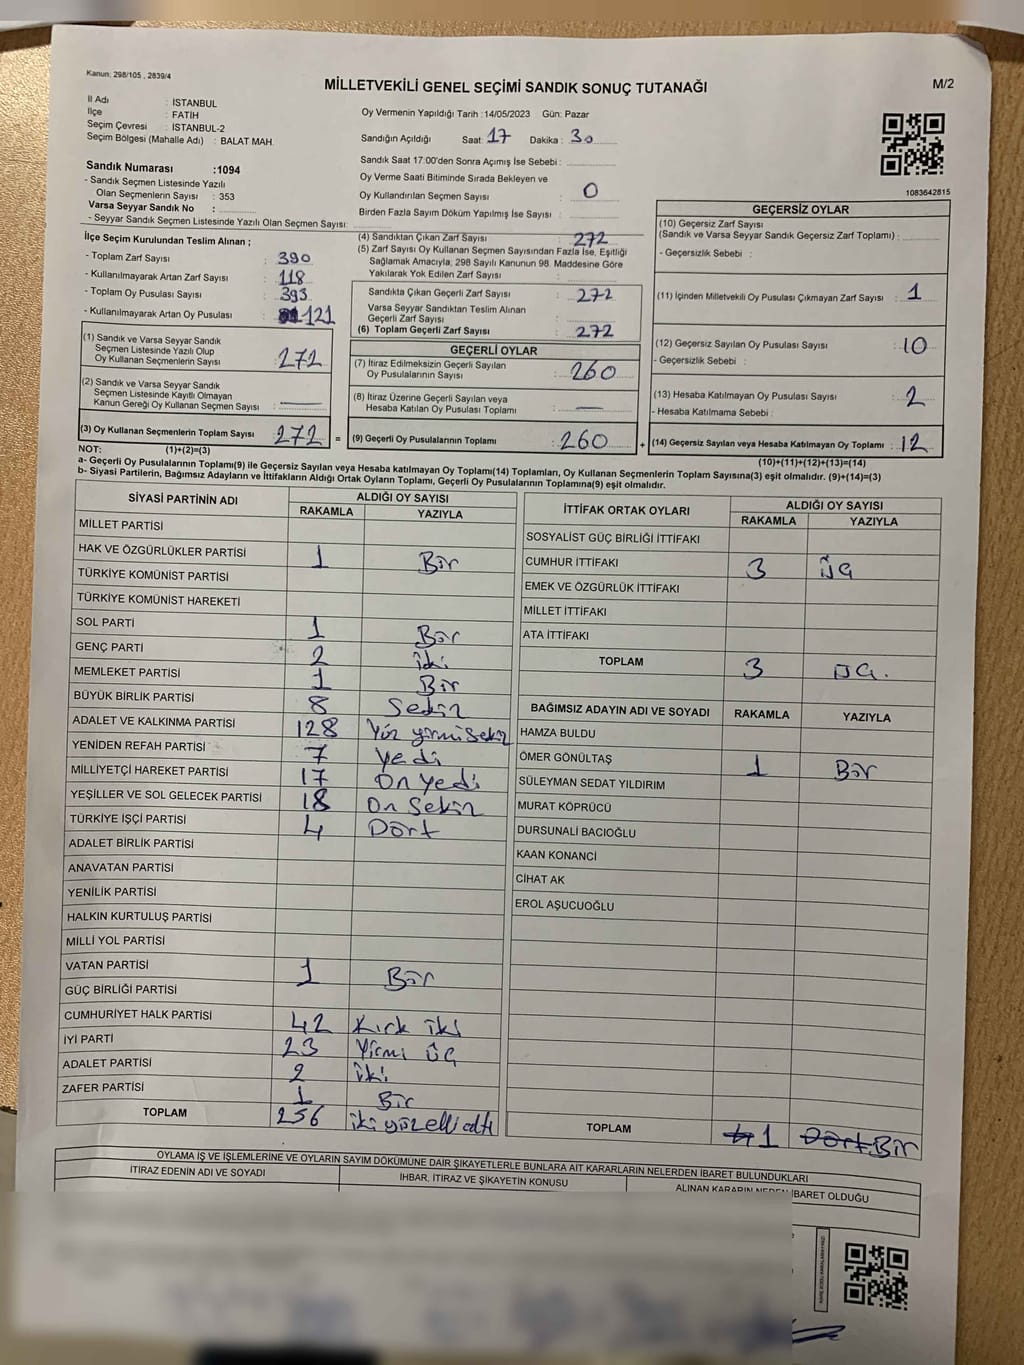 Kanun: 298/105 , 2839/4
MİLLETVEKİLİ GENEL SEÇİMİ SANDIK SONUÇ TUTANAĞI
M/2
İl Adı : İSTANBUL
İlçe : FATİH
Seçim Çevresi : İSTANBUL-2
Seçim Bölgesi (Mahalle Adı) : BALAT MAH.
Sandık Numarası :1094
- Sandık Seçmen Listesinde Yazılı
Olan Seçmenlerin Sayısı : 353
Varsa Seyyar Sandık No :
- Seyyar Sandık Seçmen Listesinde Yazılı Olan Seçmen Sayısı:
Oy Vermenin Yapıldığı Tarih :14/05/2023 Gün: Pazar
Sandığın Açıldığı Saat: 17 Dakika : 30
Sandık Saat 17:00'den Sonra Açmış İse Sebebi :
Oy Verme Saati Bitiminde Sırada Bekleyen ve
Oy Kullandırılan Seçmen Sayısı : 0
Birden Fazla Sayım Döküm Yapılmış İse Sayısı :
1083642815
İlçe Seçim Kurulundan Teslim Alınan ;
- Toplam Zarf Sayısı : 390
- Kullanılmayarak Artan Zarf Sayısı : 118
- Toplam Oy Pusulası Sayısı : 393
- Kullanılmayarak Artan Oy Pusulası : 121
(1) Sandık ve Varsa Seyyar Sandık
Seçmen Listesinde Yazılı Olup
Oy Kullanan Seçmenlerin Sayısı : 272
(2) Sandık ve Varsa Seyyar Sandık
Seçmen Listesinde Kayıtlı Olmayan
Kanun Gereği Oy Kullanan Seçmen Sayısı : —
(3) Oy Kullanan Seçmenlerin Toplam Sayısı : 272 =
(4) Sandıktan Çıkan Zarf Sayısı : 272
(5) Zarf Sayısı Oy Kullanan Seçmen Sayısından Fazla İse, Eşitliği
Sağlamak Amacıyla, 298 Sayılı Kanunun 98. Maddesine Göre
Yakılarak Yok Edilen Zarf Sayısı :
Sandıkta Çıkan Geçerli Zarf Sayısı : 272
Varsa Seyyar Sandıktan Teslim Alınan
Geçerli Zarf Sayısı :
(6) Toplam Geçerli Zarf Sayısı : 272
GEÇERLİ OYLAR
(7) İtiraz Edilmeksizin Geçerli Sayılan
Oy Pusulalarının Sayısı : 260
(8) İtiraz Üzerine Geçerli Sayılan veya
Hesaba Katılan Oy Pusulası Toplamı : —
(9) Geçerli Oy Pusulalarının Toplamı : 260 +
GEÇERSİZ OYLAR
(10) Geçersiz Zarf Sayısı
(Sandık ve Varsa Seyyar Sandık Geçersiz Zarf Toplamı) :
- Geçersizlik Sebebi :
(11) İçinden Milletvekili Oy Pusulası Çıkmayan Zarf Sayısı : 1
(12) Geçersiz Sayılan Oy Pusulası Sayısı : 10
- Geçersizlik Sebebi :
(13) Hesaba Katılmayan Oy Pusulası Sayısı : 2
- Hesaba Katılmama Sebebi :
(14) Geçersiz Sayılan veya Hesaba Katılmayan Oy Toplamı : 12
NOT: (1)+(2)=(3) (10)+(11)+(12)+(13)=(14)
a- Geçerli Oy Pusulalarının Toplamı(9) ile Geçersiz Sayılan veya Hesaba katılmayan Oy Toplamı(14) Toplamları, Oy Kullanan Seçmenlerin Toplam Sayısına(3) eşit olmalıdır. (9)+(14)=(3)
b- Siyasi Partilerin, Bağımsız Adayların ve İttifakların Aldığı Ortak Oyların Toplamı, Geçerli Oy Pusulalarının Toplamına(9) eşit olmalıdır.
SİYASİ PARTİNİN ADI ALDIĞI OY SAYISI
RAKAMLA YAZIYLA
MİLLET PARTİSİ
HAK VE ÖZGÜRLÜKLER PARTİSİ 1 Bir
TÜRKİYE KOMÜNİST PARTİSİ
TÜRKİYE KOMÜNİST HAREKETİ
SOL PARTİ 1 Bir
GENÇ PARTİ 2 iki
MEMLEKET PARTİSİ 1 Bir
BÜYÜK BİRLİK PARTİSİ 8 Sekiz
ADALET VE KALKINMA PARTİSİ 128 Yüz yirmi sekiz
YENİDEN REFAH PARTİSİ 7 Yedi
MİLLİYETÇİ HAREKET PARTİSİ 17 On Yedi
YEŞİLLER VE SOL GELECEK PARTİSİ 18 On Sekiz
TÜRKİYE İŞÇİ PARTİSİ 4 Dört
ADALET BİRLİK PARTİSİ
ANAVATAN PARTİSİ
YENİLİK PARTİSİ
HALKIN KURTULUŞ PARTİSİ
MİLLİ YOL PARTİSİ
VATAN PARTİSİ 1 Bir
GÜÇ BİRLİĞİ PARTİSİ
CUMHURİYET HALK PARTİSİ 42 Kırk iki
İYİ PARTİ 23 Yirmi üç
ADALET PARTİSİ 2 iki
ZAFER PARTİSİ 1 Bir
TOPLAM 256 iki yüz elli altı
İTTİFAK ORTAK OYLARI ALDIĞI OY SAYISI
RAKAMLA YAZIYLA
SOSYALİST GÜÇ BİRLİĞİ İTTİFAKI
CUMHUR İTTİFAKI 3 üç
EMEK VE ÖZGÜRLÜK İTTİFAKI
MİLLET İTTİFAKI
ATA İTTİFAKI
TOPLAM 3 üç.
BAĞIMSIZ ADAYIN ADI VE SOYADI RAKAMLA YAZIYLA
HAMZA BULDU
ÖMER GÖNÜLTAŞ 1 Bir
SÜLEYMAN SEDAT YILDIRIM
MURAT KÖPRÜCÜ
DURSUNALİ BACIOĞLU
KAAN KONANCİ
CİHAT AK
EROL AŞUCUOĞLU
TOPLAM 4 1 Dört Bir
OYLAMA İŞ VE İŞLEMLERİNE VE OYLARIN SAYIM DÖKÜMÜNE DAİR ŞİKAYETLERLE BUNLARA AİT KARARLARIN NELERDEN İBARET BULUNDUKLARI
İTİRAZ EDENİN ADI VE SOYADI İHBAR, İTİRAZ VE ŞİKAYETİN KONUSU ALINAN KARARIN NEDEN İBARET OLDUĞU